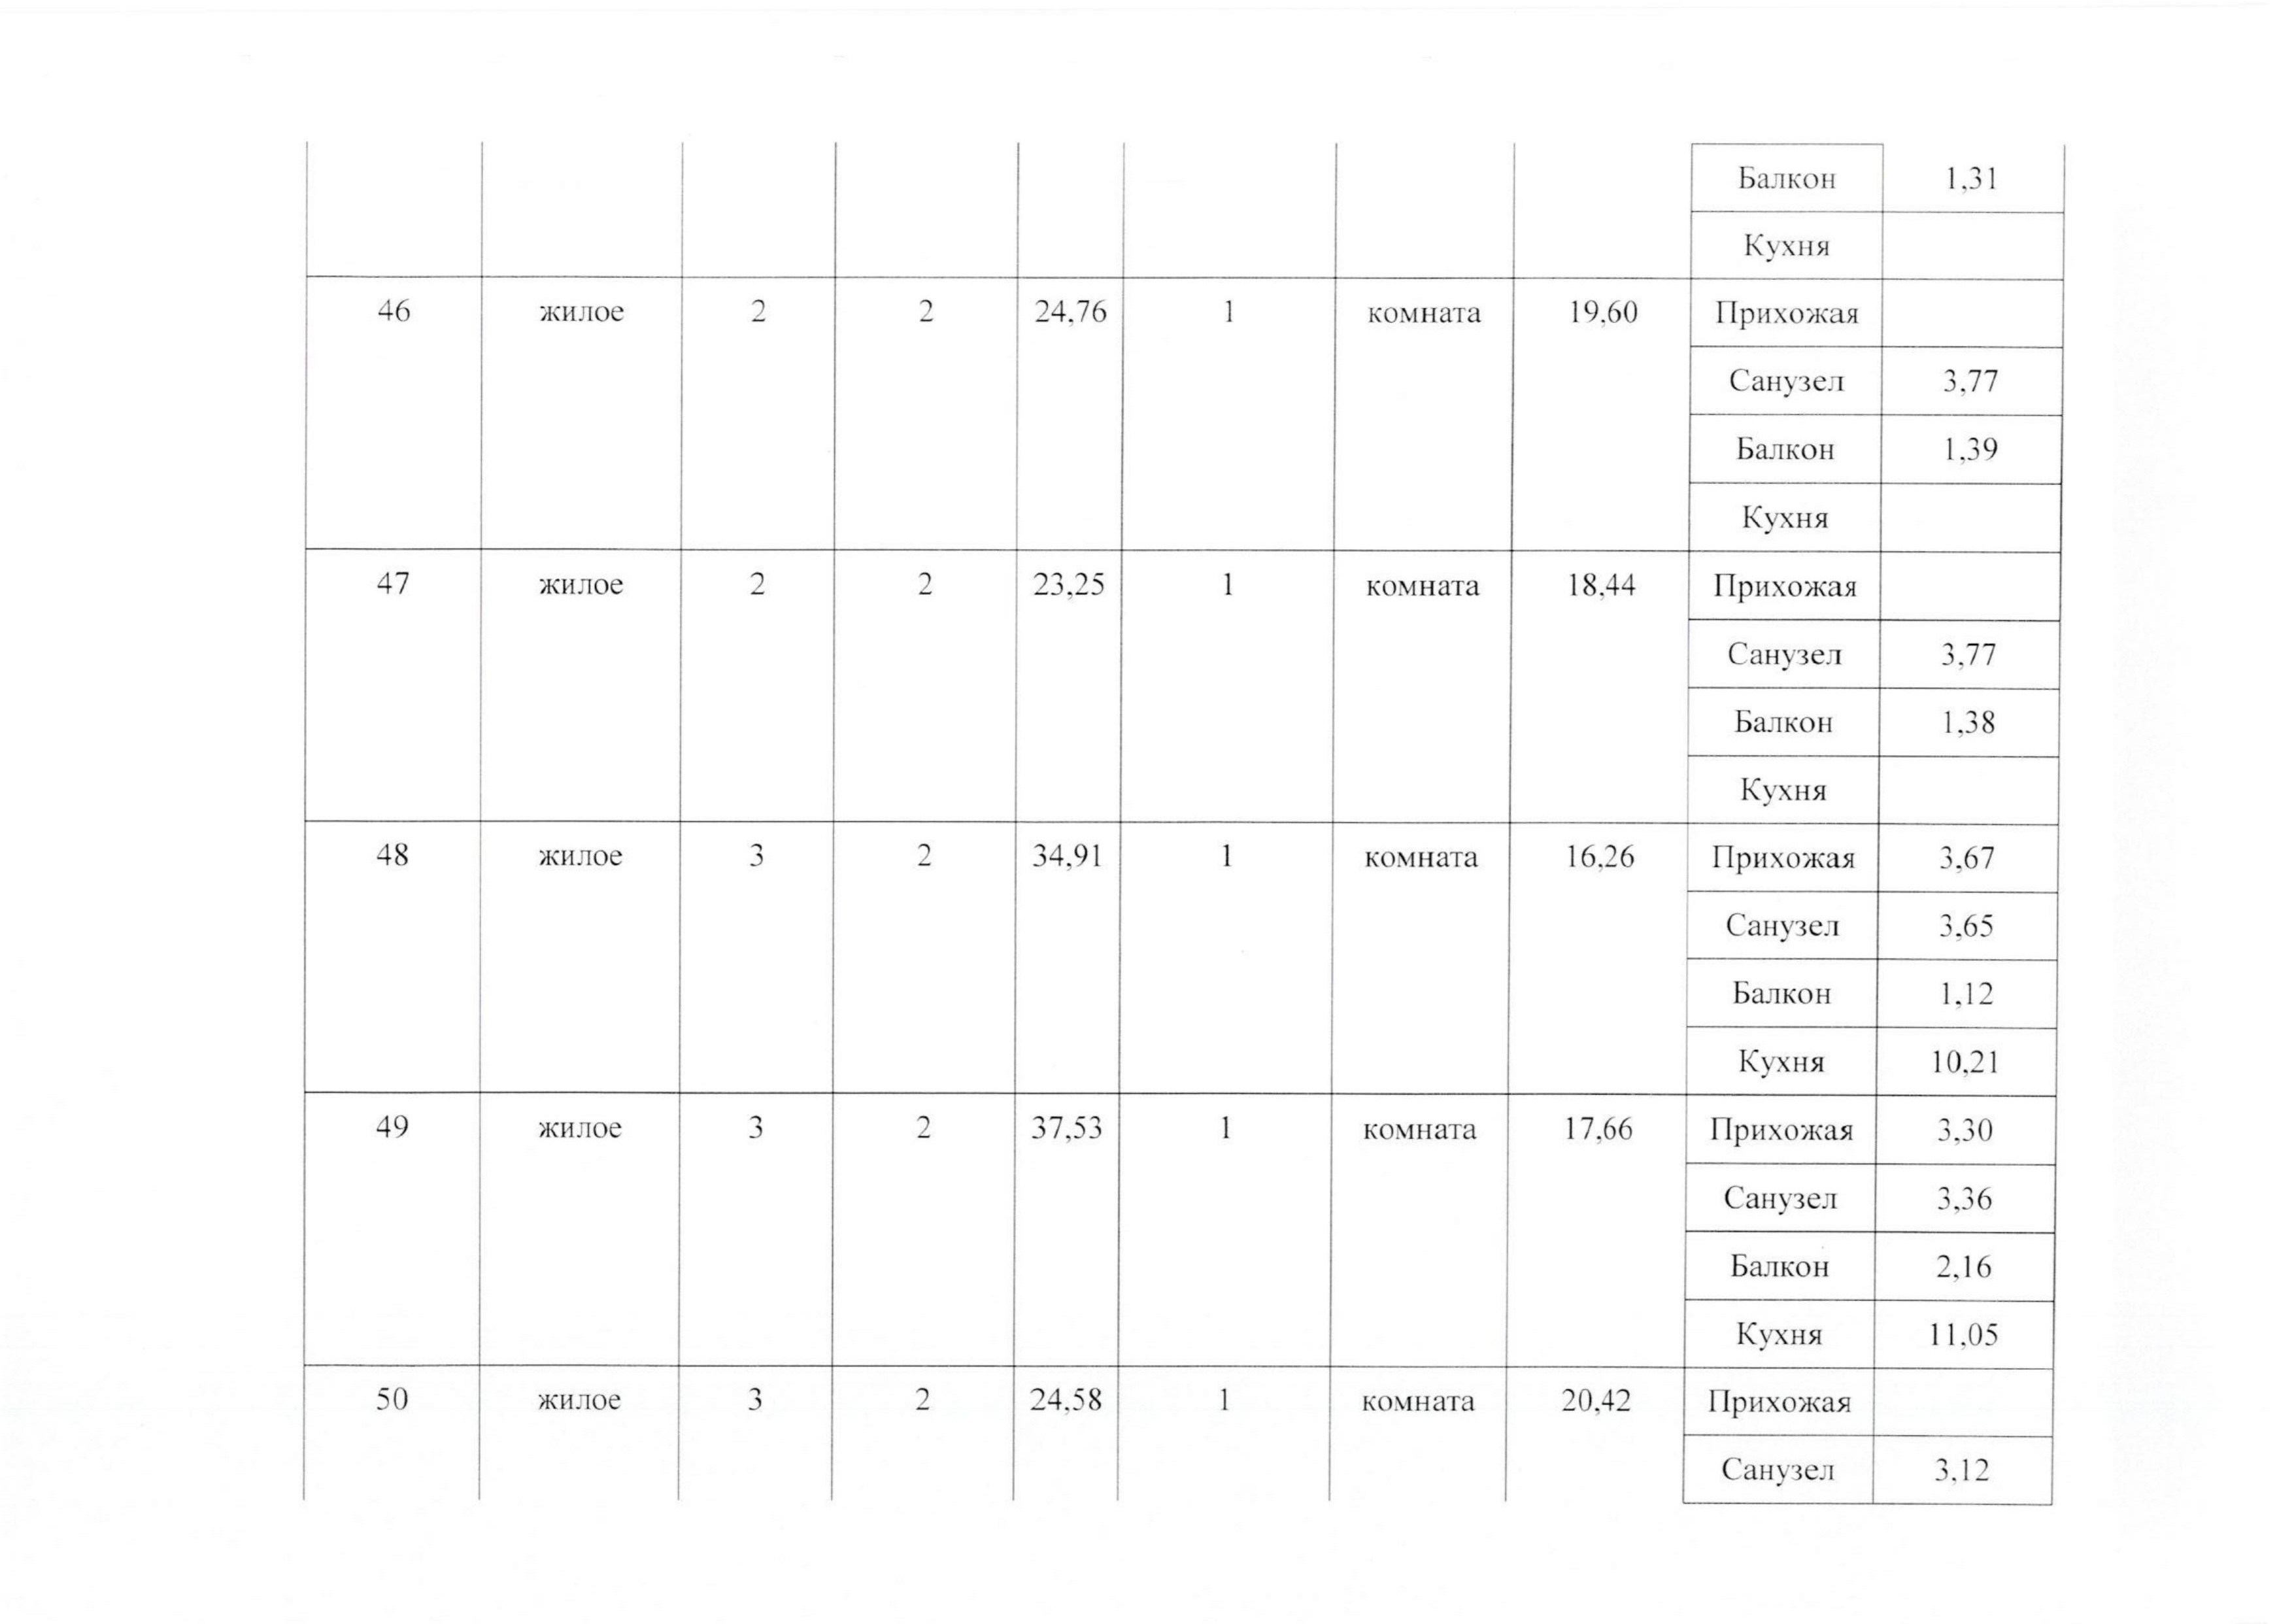 Балкон 1,31
Кухня
46 жилое 2 2 24,76 1 комната 19,60 Прихожая
Санузел 3,77
Балкон 1,39
Кухня
47 жилое 2 2 23,25 1 комната 18,44 Прихожая
Санузел 3,77
Балкон 1,38
Кухня
48 жилое 3 2 34,91 1 комната 16,26 Прихожая 3,67
Санузел 3,65
Балкон 1,12
Кухня 10,21
49 жилое 3 2 37,53 1 комната 17,66 Прихожая 3,30
Санузел 3,36
Балкон 2,16
Кухня 11,05
50 жилое 3 2 24,58 1 комната 20,42 Прихожая
Санузел 3,12